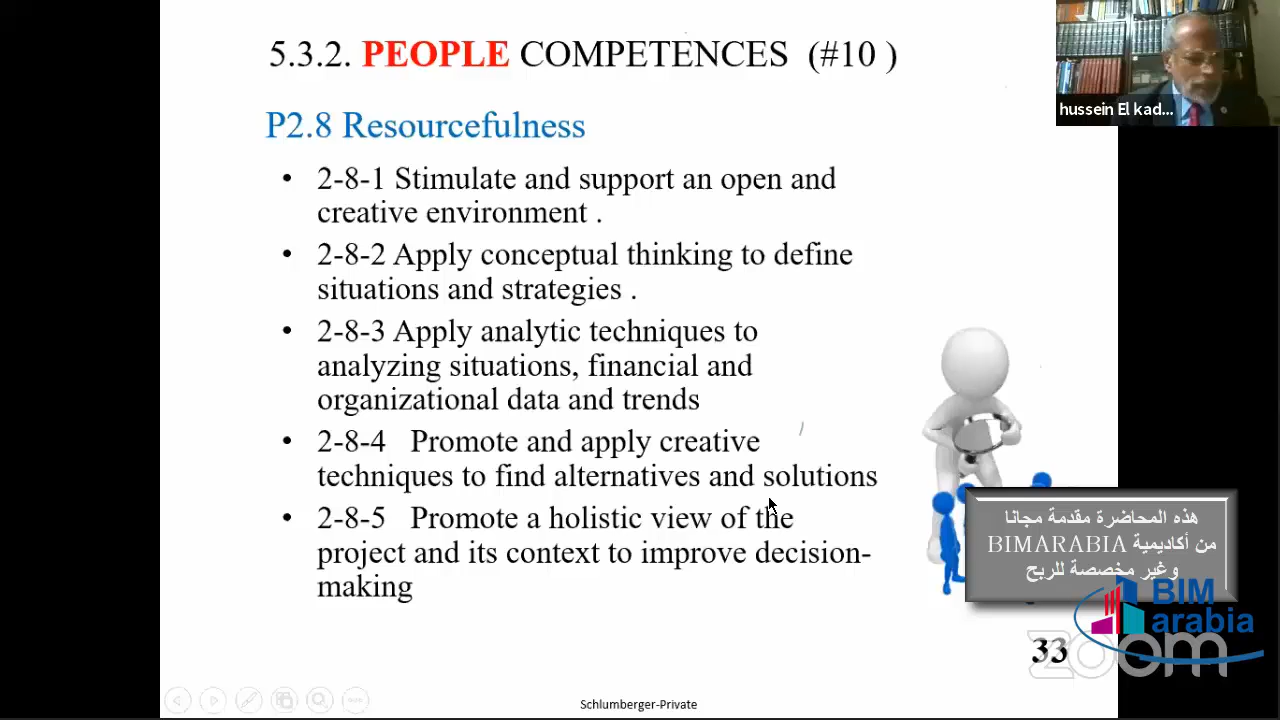 5.3.2. PEOPLE COMPETENCES (#10 )
hussein El kad...
P2.8 Resourcefulness
• 2-8-1 Stimulate and support an open and
creative environment .
• 2-8-2 Apply conceptual thinking to define
situations and strategies .
• 2-8-3 Apply analytic techniques to
analyzing situations, financial and
organizational data and trends
• 2-8-4 Promote and apply creative
techniques to find alternatives and solutions
• 2-8-5 Promote a holistic view of the
project and its context to improve decision-
making
هذه المحاضرة مقدمة مجانا
من أكاديمية BIMARABIA
وغير مخصصة للربح
BIM
arabia
33
zoom
Schlumberger-Private